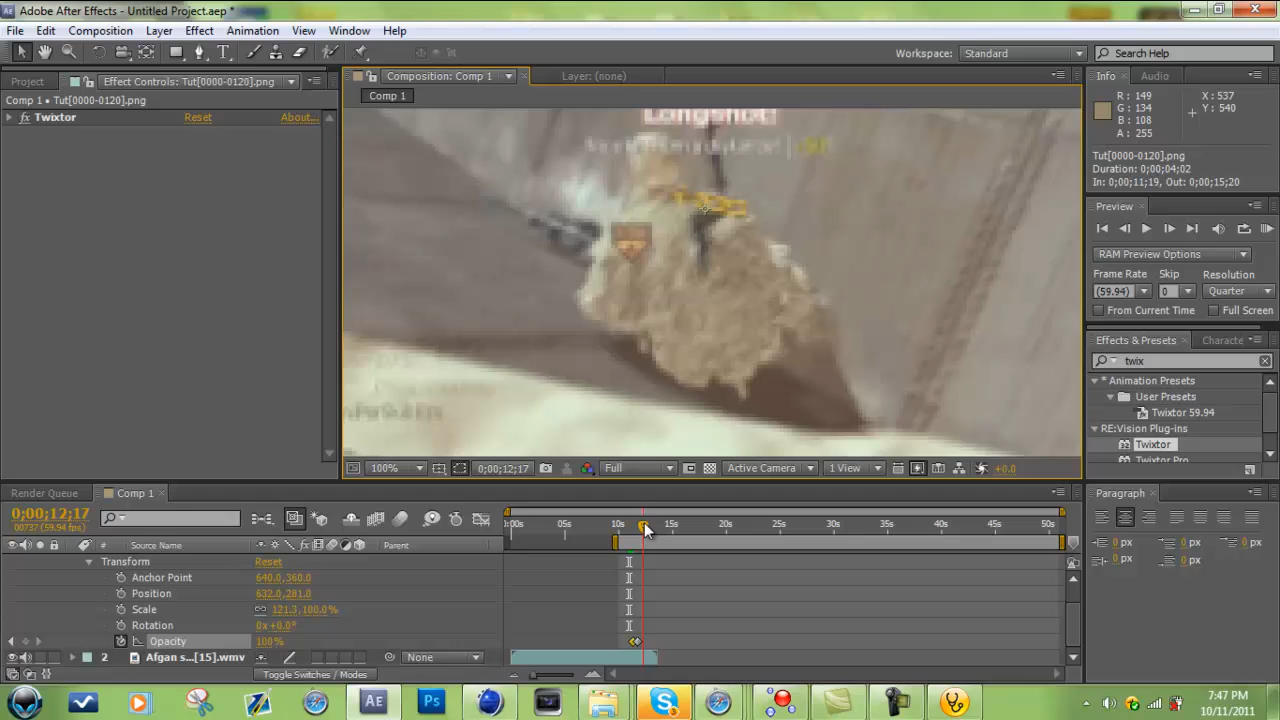 Adobe After Effects - Untitled Project.aep *
File Edit Composition Layer Effect Animation View Window Help
Workspace: Standard Search Help
Project Effect Controls: Tut[0000-0120].png
Composition: Comp 1 Layer: (none)
Info Audio
Comp 1 • Tut[0000-0120].png
Comp 1
fx Twixtor Reset About...
Longshot!
R : 149 X : 537
G : 134 Y : 540
B : 108
A : 255
Tut[0000-0120].png
Duration: 0;00;04;02
In: 0;00;11;19, Out: 0;00;15;20
Preview
RAM Preview Options
Frame Rate Skip Resolution
(59.94) 0 Quarter
From Current Time Full Screen
Effects & Presets Characte
twix
* Animation Presets
User Presets
Twixtor 59.94
RE:Vision Plug-ins
Twixtor
Twixtor Pro
100% 0;00;12;17 Full Active Camera 1 View +0.0
Render Queue Comp 1
Paragraph
0;00;12;17
00737 (59.94 fps)
:00s 05s 10s 15s 20s 25s 30s 35s 40s 45s 50s
Source Name Parent
Transform Reset
Anchor Point 640.0,360.0
Position 632.0,281.0
Scale 121.3,100.0%
Rotation 0x+0.0°
Opacity 100%
2 Afgan s...[15].wmv None
Toggle Switches / Modes
0 px 0 px 0 px
0 px 0 px
Ae Ps S
7:47 PM
10/11/2011